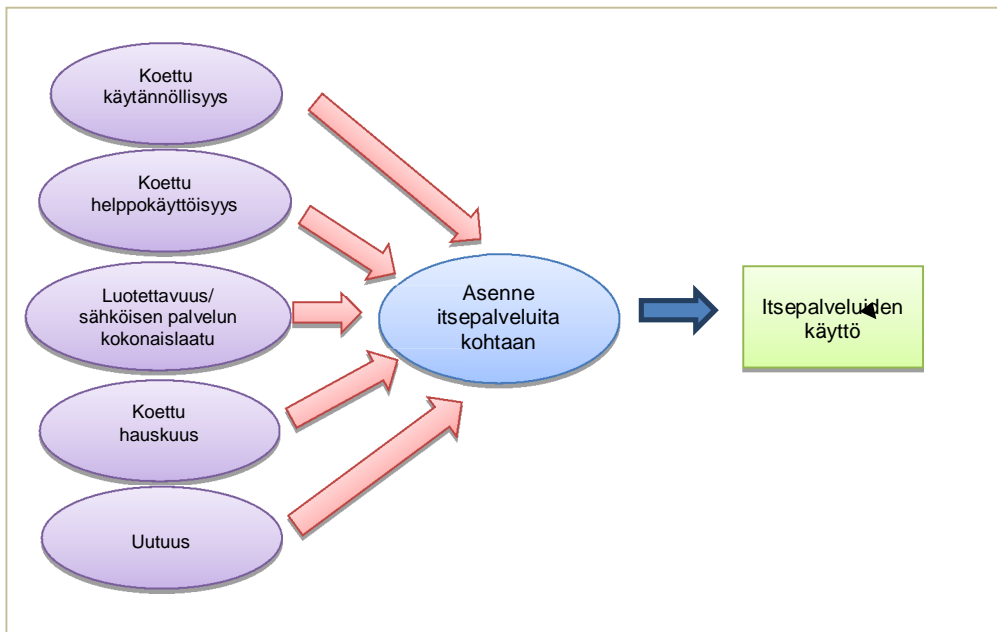 Koettu
käytännöllisyys
Koettu
helppokäyttöisyys
Luotettavuus/
sähköisen palvelun
kokonaislaatu
Koettu
hauskuus
Uutuus
Asenne
itsepalveluita
kohtaan
Itsepalveluiden
käyttö